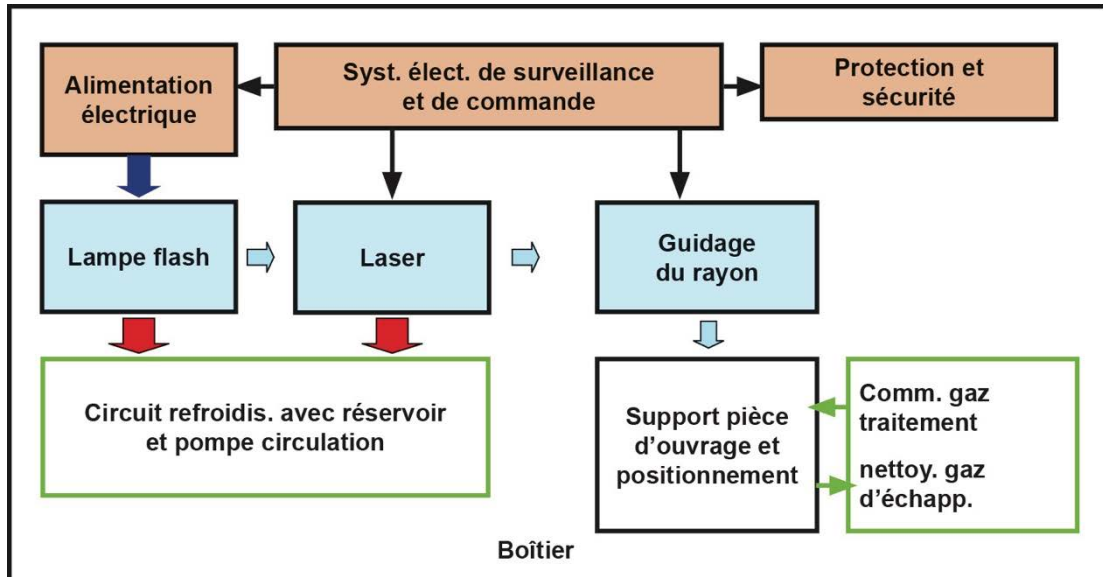 Alimentation
électrique
Syst. élect. de surveillance
et de commande
Protection et
sécurité
Lampe flash
Laser
Guidage
du rayon
Circuit refroidis. avec réservoir
et pompe circulation
Support pièce
d'ouvrage et
positionnement
Comm. gaz
traitement
nettoy. gaz
d'échapp.
Boîtier